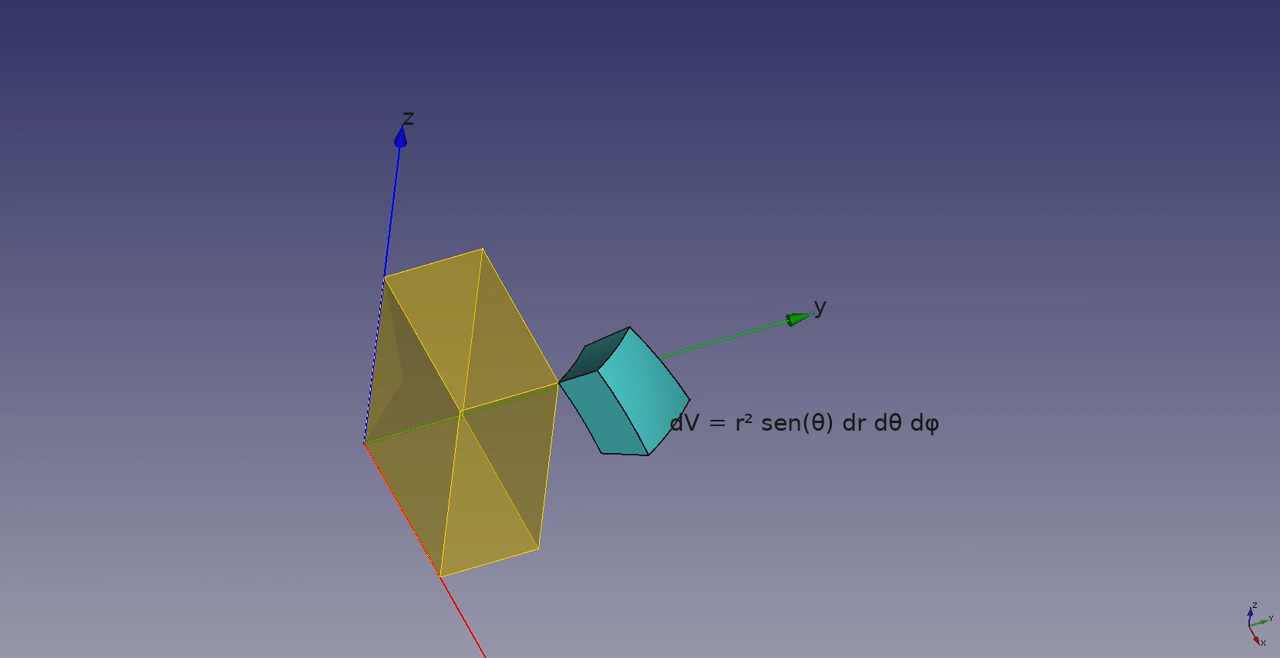 z
y
dV = r² sen(θ) dr dθ dφ
z
Y
x